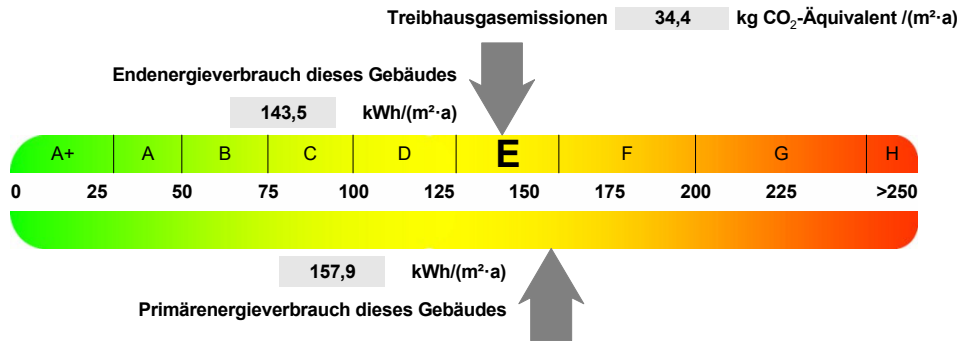 Treibhausgasemissionen 34,4 kg CO₂-Äquivalent /(m²·a)
Endenergieverbrauch dieses Gebäudes
143,5 kWh/(m²·a)
A+ A B C D E F G H
0 25 50 75 100 125 150 175 200 225 >250
157,9 kWh/(m²·a)
Primärenergieverbrauch dieses Gebäudes